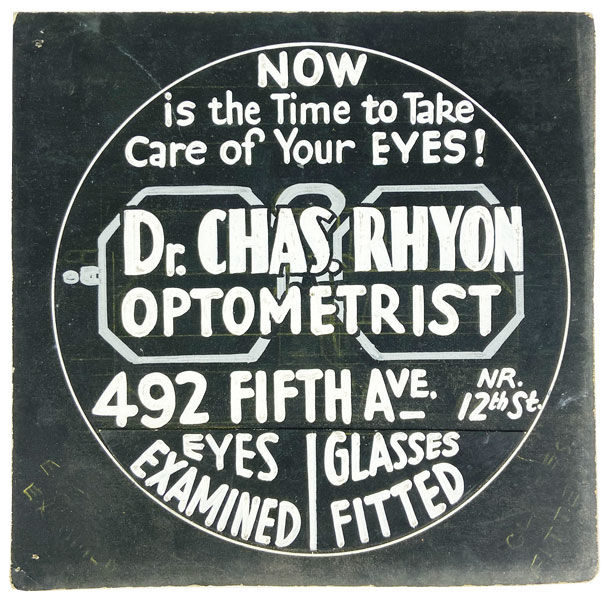 NOW
is the Time to Take
Care of Your EYES!
Dr. CHAS. RHYON
OPTOMETRIST
492 FIFTH AVE. NR. 12th St.
EYES EXAMINED
GLASSES FITTED